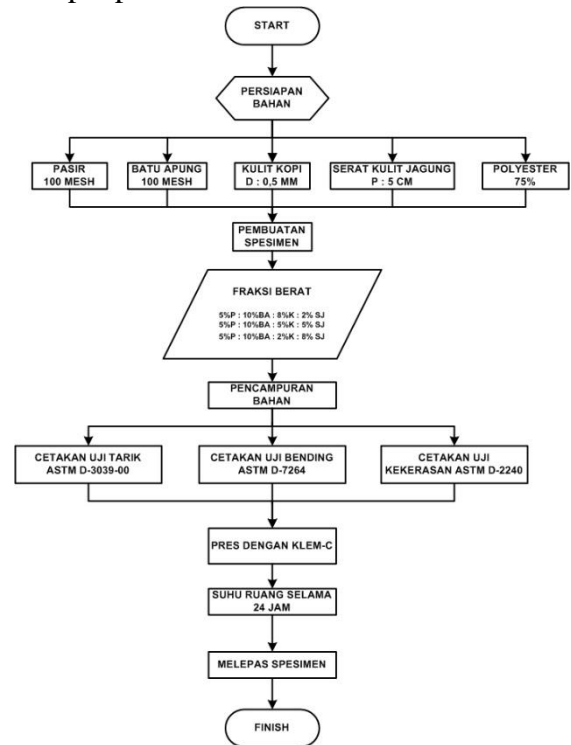 START
PERSIAPAN
BAHAN
PASIR
100 MESH
BATU APUNG
100 MESH
KULIT KOPI
D : 0,5 MM
SERAT KULIT JAGUNG
P : 5 CM
POLYESTER
75%
PEMBUATAN
SPESIMEN
FRAKSI BERAT
5%P : 10%BA : 8%K : 2% SJ
5%P : 10%BA : 5%K : 5% SJ
5%P : 10%BA : 2%K : 8% SJ
PENCAMPURAN
BAHAN
CETAKAN UJI TARIK
ASTM D-3039-00
CETAKAN UJI BENDING
ASTM D-7264
CETAKAN UJI
KEKERASAN ASTM D-2240
PRES DENGAN KLEM-C
SUHU RUANG SELAMA
24 JAM
MELEPAS SPESIMEN
FINISH